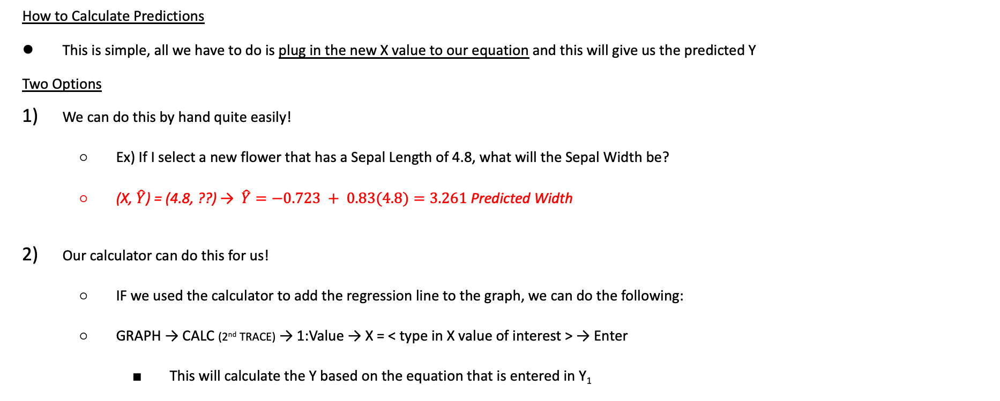 How to Calculate Predictions
● This is simple, all we have to do is plug in the new X value to our equation and this will give us the predicted Y
Two Options
1) We can do this by hand quite easily!
○ Ex) If I select a new flower that has a Sepal Length of 4.8, what will the Sepal Width be?
○ (X, Ŷ) = (4.8, ??) → Ŷ = −0.723 + 0.83(4.8) = 3.261 Predicted Width
2) Our calculator can do this for us!
○ IF we used the calculator to add the regression line to the graph, we can do the following:
○ GRAPH → CALC (2nd TRACE) → 1:Value → X = < type in X value of interest > → Enter
■ This will calculate the Y based on the equation that is entered in Y₁